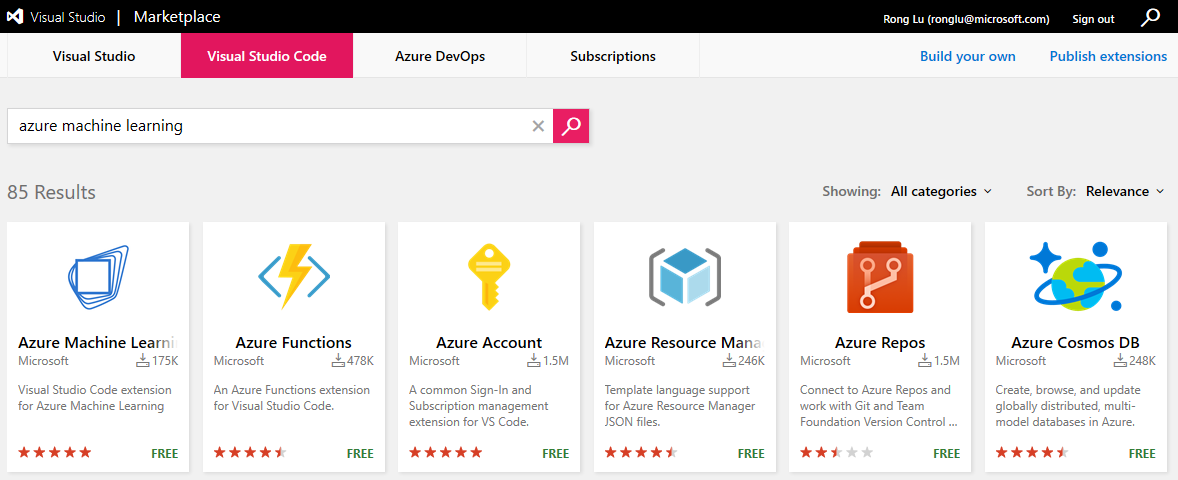 Visual Studio | Marketplace
Rong Lu (ronglu@microsoft.com) Sign out
Visual Studio Visual Studio Code Azure DevOps Subscriptions Build your own Publish extensions
azure machine learning
85 Results Showing: All categories Sort By: Relevance
Azure Machine Learni
Microsoft 175K
Visual Studio Code extension
for Azure Machine Learning
FREE
Azure Functions
Microsoft 478K
An Azure Functions extension
for Visual Studio Code.
FREE
Azure Account
Microsoft 1.5M
A common Sign-In and
Subscription management
extension for VS Code.
FREE
Azure Resource Mana
Microsoft 246K
Template language support
for Azure Resource Manager
JSON files.
FREE
Azure Repos
Microsoft 1.5M
Connect to Azure Repos and
work with Git and Team
Foundation Version Control ...
FREE
Azure Cosmos DB
Microsoft 248K
Create, browse, and update
globally distributed, multi-
model databases in Azure.
FREE